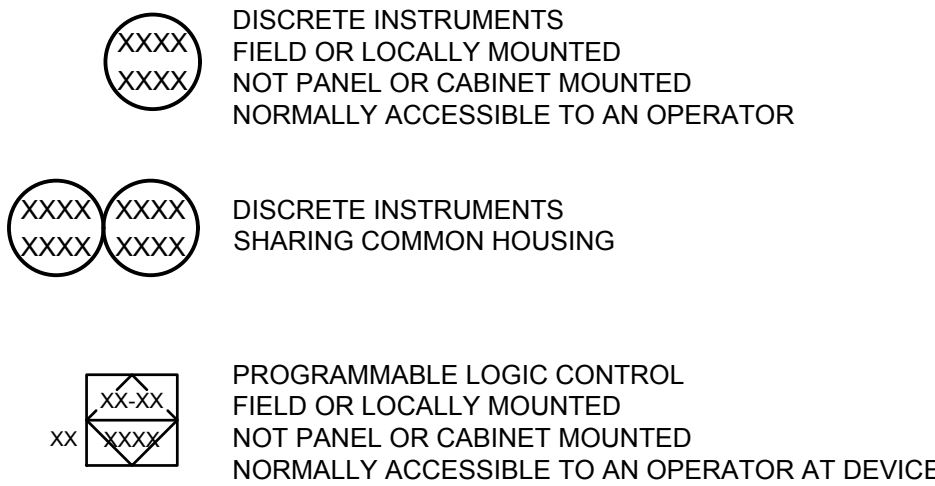 XXXX
XXXX
DISCRETE INSTRUMENTS
FIELD OR LOCALLY MOUNTED
NOT PANEL OR CABINET MOUNTED
NORMALLY ACCESSIBLE TO AN OPERATOR
XXXX XXXX
XXXX XXXX
DISCRETE INSTRUMENTS
SHARING COMMON HOUSING
XX-XX
XX XXXX
PROGRAMMABLE LOGIC CONTROL
FIELD OR LOCALLY MOUNTED
NOT PANEL OR CABINET MOUNTED
NORMALLY ACCESSIBLE TO AN OPERATOR AT DEVICE